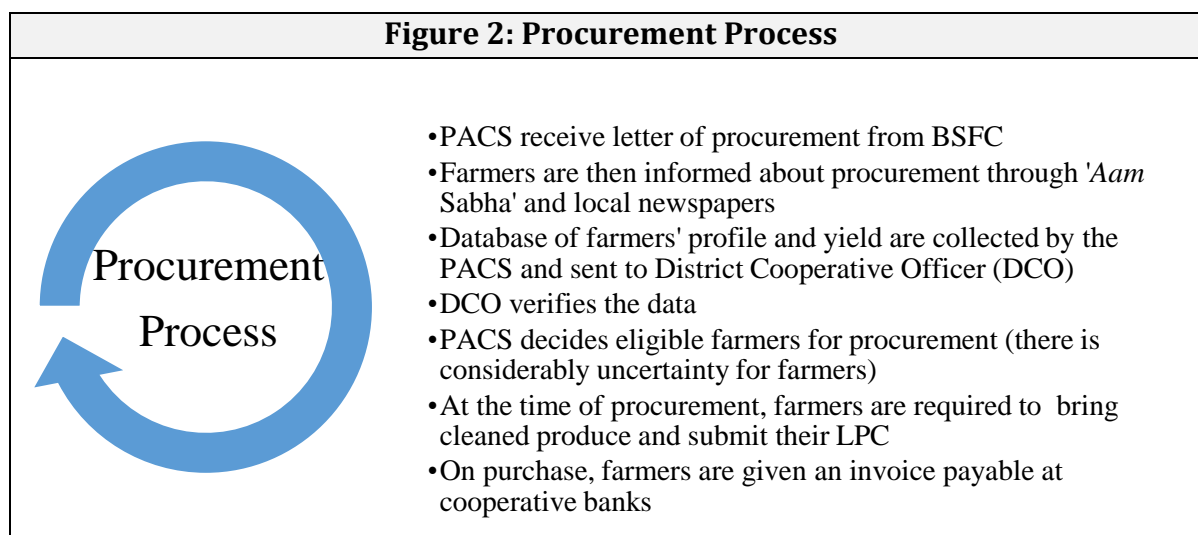 Figure 2: Procurement Process
Procurement
Process
•PACS receive letter of procurement from BSFC
•Farmers are then informed about procurement through 'Aam
Sabha' and local newspapers
•Database of farmers' profile and yield are collected by the
PACS and sent to District Cooperative Officer (DCO)
•DCO verifies the data
•PACS decides eligible farmers for procurement (there is
considerably uncertainty for farmers)
•At the time of procurement, farmers are required to  bring
cleaned produce and submit their LPC
•On purchase, farmers are given an invoice payable at
cooperative banks